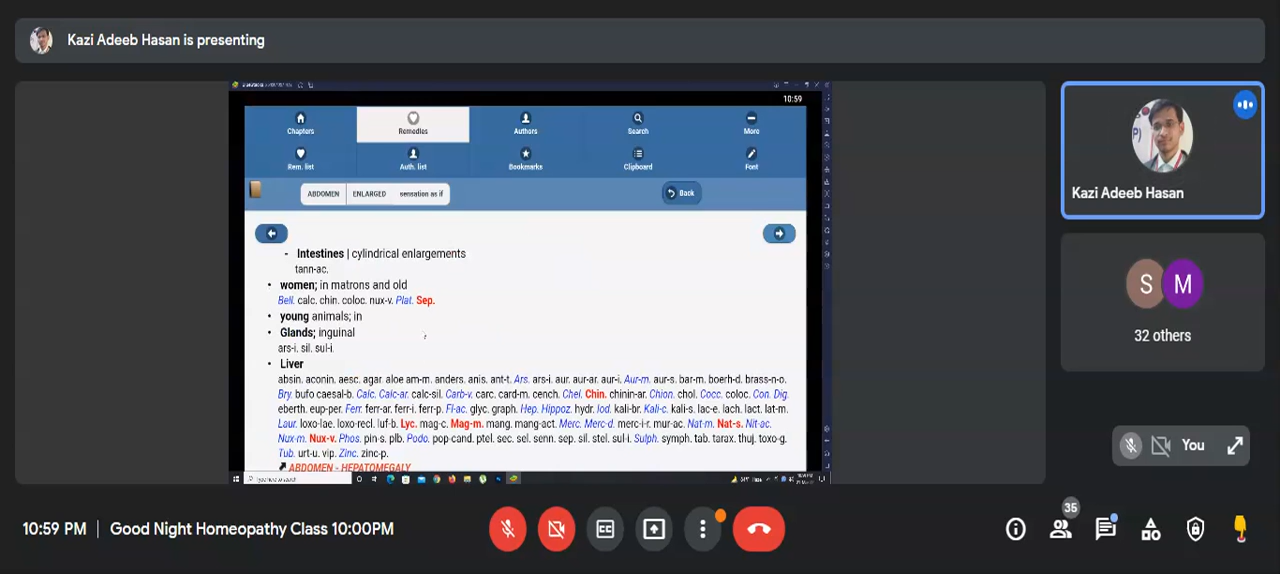 Kazi Adeeb Hasan is presenting
10:59
Chapters Remedies Authors Search More
Rem. list Auth. list Bookmarks Clipboard Font
ABDOMEN ENLARGED sensation as if Back
- Intestines | cylindrical enlargements
tann-ac.
• women; in matrons and old
Bell. calc. chin. coloc. nux-v. Plat. Sep.
• young animals; in
• Glands; inguinal
ars-i. sil. sul-i.
• Liver
absin. aconin. aesc. agar. aloe am-m. anders. anis. ant-t. Ars. ars-i. aur. aur-ar. aur-i. Aur-m. aur-s. bar-m. boerh-d. brass-n-o.
Bry. bufo caesal-b. Calc. Calc-ar. calc-sil. Carb-v. carc. card-m. cench. Chel. Chin. chinin-ar. Chion. chol. Cocc. coloc. Con. Dig.
eberth. eup-per. Ferr. ferr-ar. ferr-i. ferr-p. Fl-ac. glyc. graph. Hep. Hippoz. hydr. Iod. kali-br. Kali-c. kali-s. lac-e. lach. lact. lat-m.
Laur. loxo-lae. loxo-recl. luf-b. Lyc. mag-c. Mag-m. mang. mang-act. Merc. Merc-d. merc-i-r. mur-ac. Nat-m. Nat-s. Nit-ac.
Nux-m. Nux-v. Phos. pin-s. plb. Podo. pop-cand. ptel. sec. sel. senn. sep. sil. stel. sul-i. Sulph. symph. tab. tarax. thuj. toxo-g.
Tub. urt-u. vip. Zinc. zinc-p.
ABDOMEN - HEPATOMEGALY
Type here to search
Kazi Adeeb Hasan
S M
32 others
You
10:59 PM | Good Night Homeopathy Class 10:00PM
35